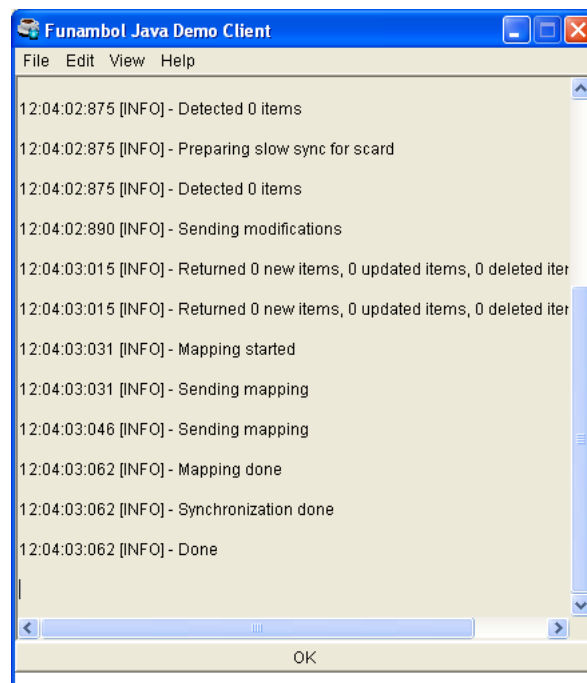 Funambol Java Demo Client
File Edit View Help
12:04:02:875 [INFO] - Detected 0 items
12:04:02:875 [INFO] - Preparing slow sync for scard
12:04:02:875 [INFO] - Detected 0 items
12:04:02:890 [INFO] - Sending modifications
12:04:03:015 [INFO] - Returned 0 new items, 0 updated items, 0 deleted iter
12:04:03:015 [INFO] - Returned 0 new items, 0 updated items, 0 deleted iter
12:04:03:031 [INFO] - Mapping started
12:04:03:031 [INFO] - Sending mapping
12:04:03:046 [INFO] - Sending mapping
12:04:03:062 [INFO] - Mapping done
12:04:03:062 [INFO] - Synchronization done
12:04:03:062 [INFO] - Done
OK